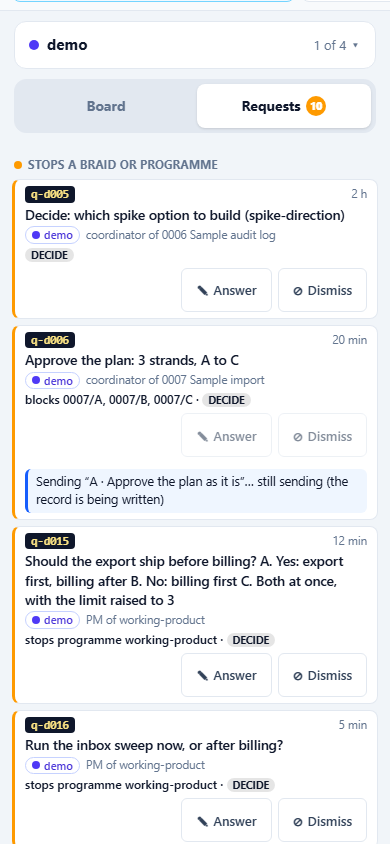 demo 1 of 4 ▾
Board Requests 10
STOPS A BRAID OR PROGRAMME
q-d005 2 h
Decide: which spike option to build (spike-direction)
demo coordinator of 0006 Sample audit log
DECIDE
✎ Answer ⊘ Dismiss
q-d006 20 min
Approve the plan: 3 strands, A to C
demo coordinator of 0007 Sample import
blocks 0007/A, 0007/B, 0007/C · DECIDE
✎ Answer ⊘ Dismiss
Sending “A · Approve the plan as it is”... still sending (the
record is being written)
q-d015 12 min
Should the export ship before billing? A. Yes: export
first, billing after B. No: billing first C. Both at once,
with the limit raised to 3
demo PM of working-product
stops programme working-product · DECIDE
✎ Answer ⊘ Dismiss
q-d016 5 min
Run the inbox sweep now, or after billing?
demo PM of working-product
stops programme working-product · DECIDE
✎ Answer ⊘ Dismiss